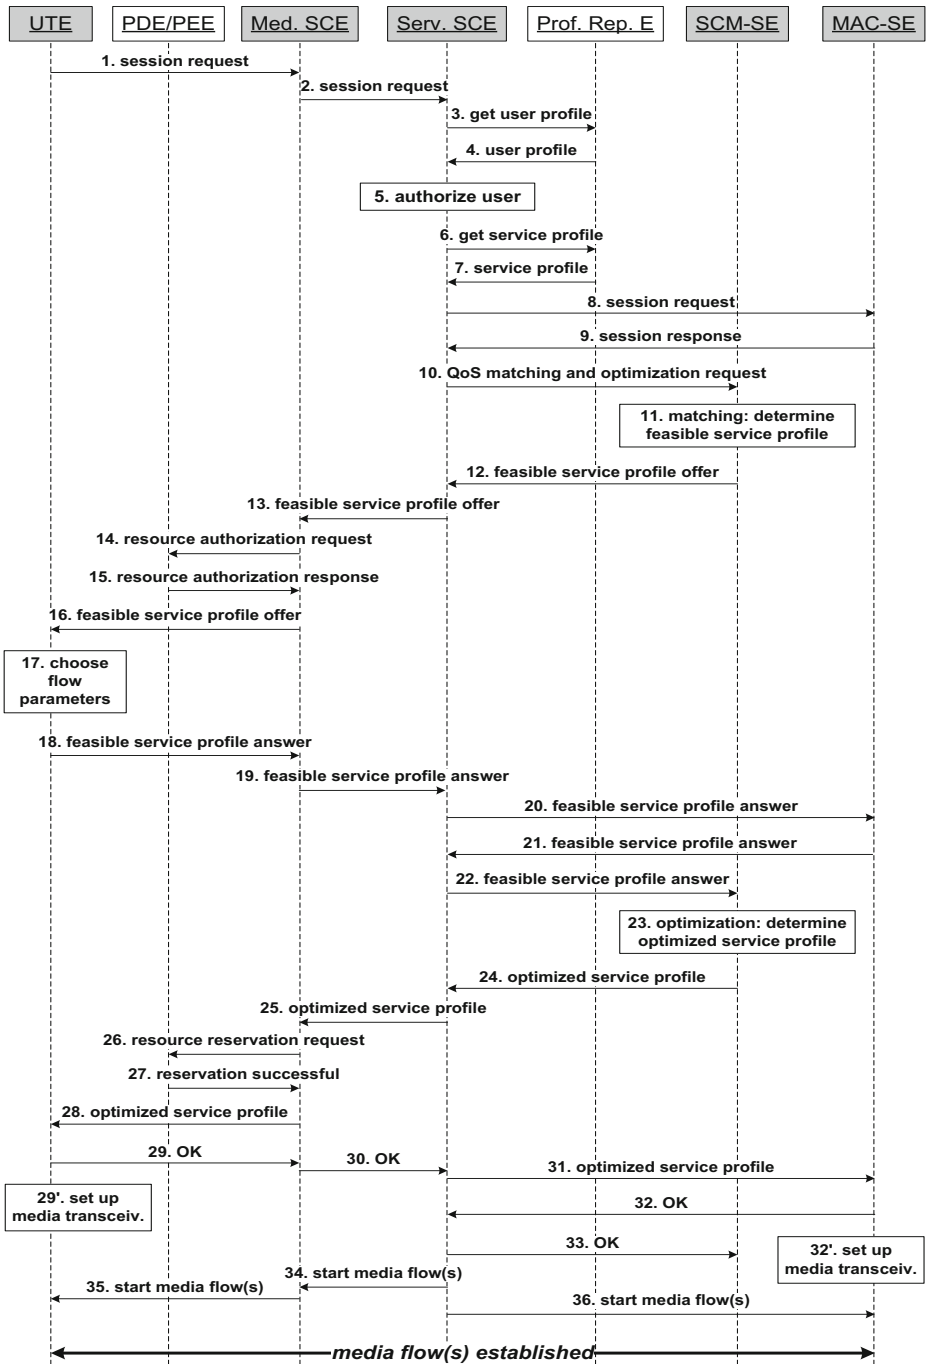 UTE
PDE/PEE
Med. SCE
Serv. SCE
Prof. Rep. E
SCM-SE
MAC-SE
1. session request
2. session request
3. get user profile
4. user profile
5. authorize user
6. get service profile
7. service profile
8. session request
9. session response
10. QoS matching and optimization request
11. matching: determine
feasible service profile
12. feasible service profile offer
13. feasible service profile offer
14. resource authorization request
15. resource authorization response
16. feasible service profile offer
17. choose
flow
parameters
18. feasible service profile answer
19. feasible service profile answer
20. feasible service profile answer
21. feasible service profile answer
22. feasible service profile answer
23. optimization: determine
optimized service profile
24. optimized service profile
25. optimized service profile
26. resource reservation request
27. reservation successful
28. optimized service profile
29. OK
30. OK
31. optimized service profile
29'. set up
media transceiv.
32. OK
33. OK
32'. set up
media transceiv.
34. start media flow(s)
35. start media flow(s)
36. start media flow(s)
media flow(s) established